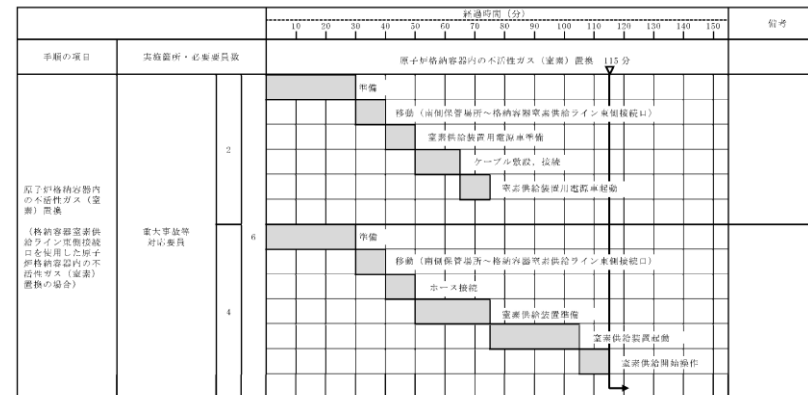 経過時間（分）
備考
10 20 30 40 50 60 70 80 90 100 110 120 130 140 150
手順の項目
実施箇所・必要要員数
原子炉格納容器内の不活性ガス（窒素）置換 115分
原子炉格納容器内
の不活性ガス（窒
素）置換
（格納容器窒素供
給ライン東側接続
口を使用した原子
炉格納容器内の不
活性ガス（窒素）
置換の場合）
重大事故等
対応要員
2
6
4
準備
移動（南側保管場所～格納容器窒素供給ライン東側接続口）
窒素供給装置用電源車準備
ケーブル敷設、接続
窒素供給装置用電源車起動
準備
移動（南側保管場所～格納容器窒素供給ライン東側接続口）
ホース接続
窒素供給装置準備
窒素供給装置起動
窒素供給開始操作